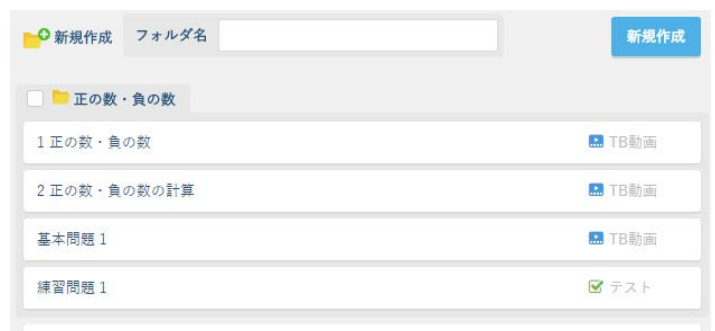 新規作成 フォルダ名 新規作成
正の数・負の数
1 正の数・負の数 TB動画
2 正の数・負の数の計算 TB動画
基本問題 1 TB動画
練習問題 1 テスト